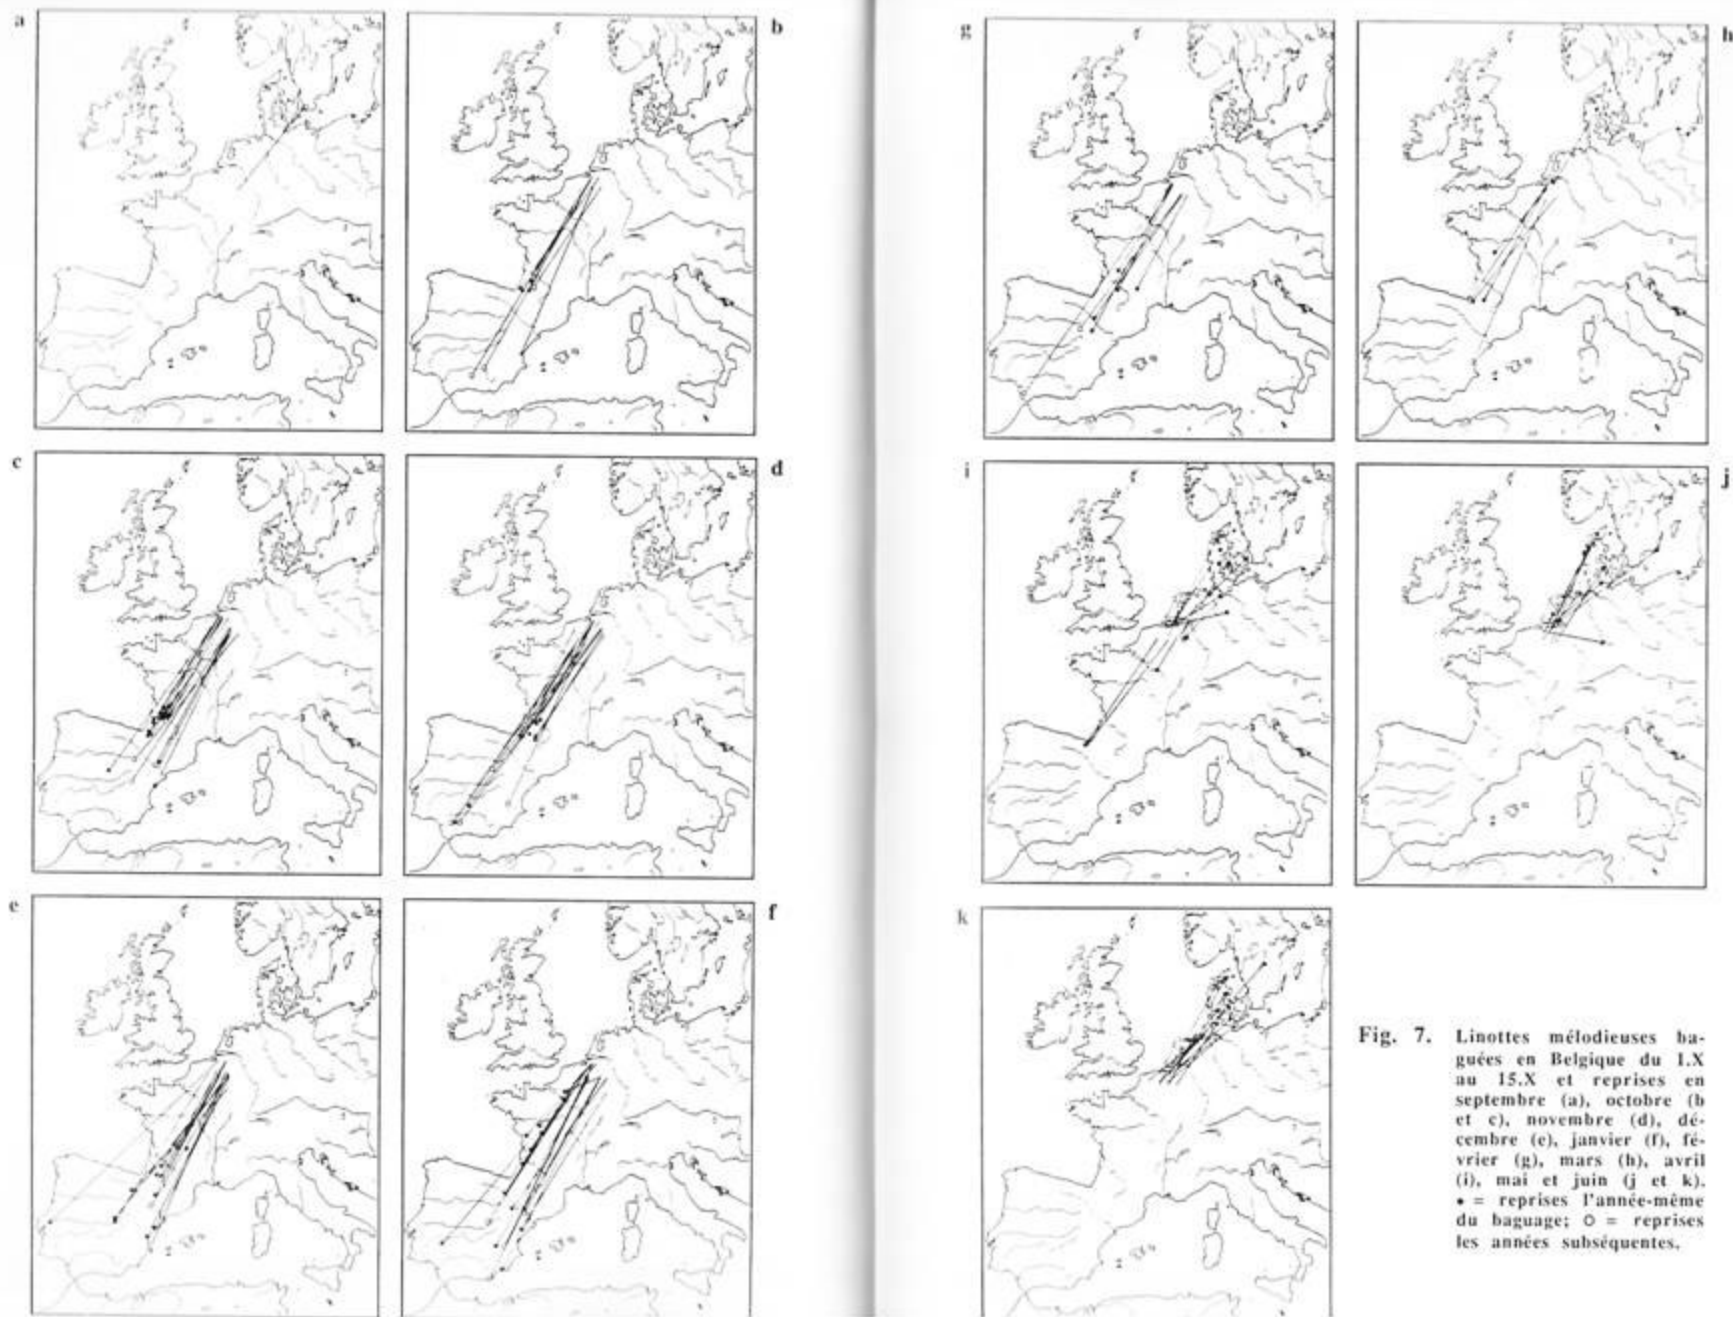 a
b
c
d
e
f
g
h
i
j
k
Fig. 7. Linottes mélodieuses ba-
guées en Belgique du 1.X
au 15.X et reprises en
septembre (a), octobre (b
et c), novembre (d), dé-
cembre (e), janvier (f), fé-
vrier (g), mars (h), avril
(i), mai et juin (j et k).
• = reprises l'année-même
du baguage; O = reprises
les années subséquentes.